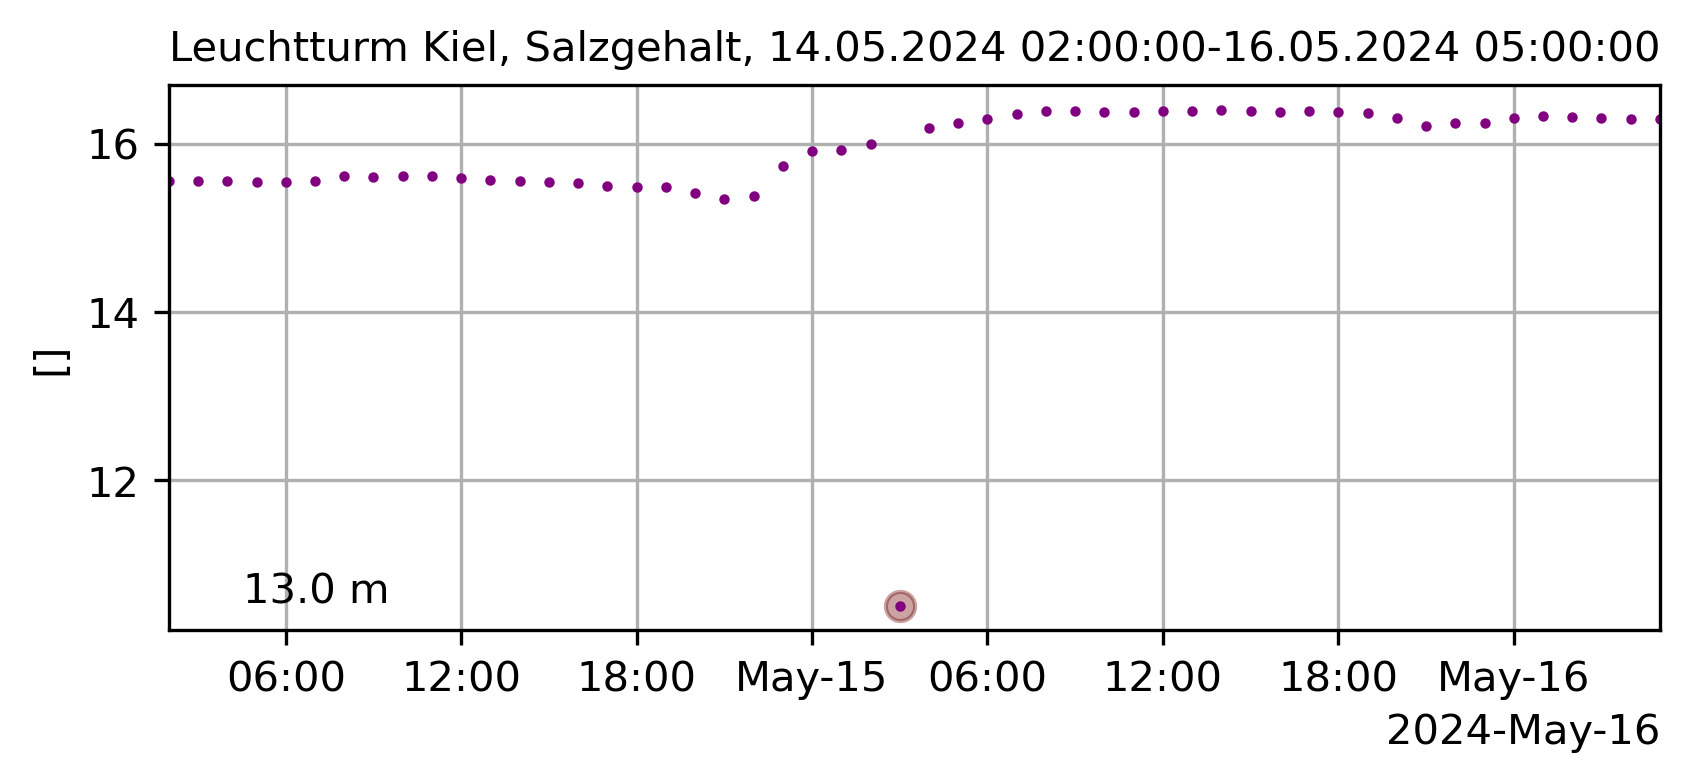 Leuchtturm Kiel, Salzgehalt, 14.05.2024 02:00:00-16.05.2024 05:00:00
16
14
12
[]
13.0 m
06:00 12:00 18:00 May-15 06:00 12:00 18:00 May-16
2024-May-16